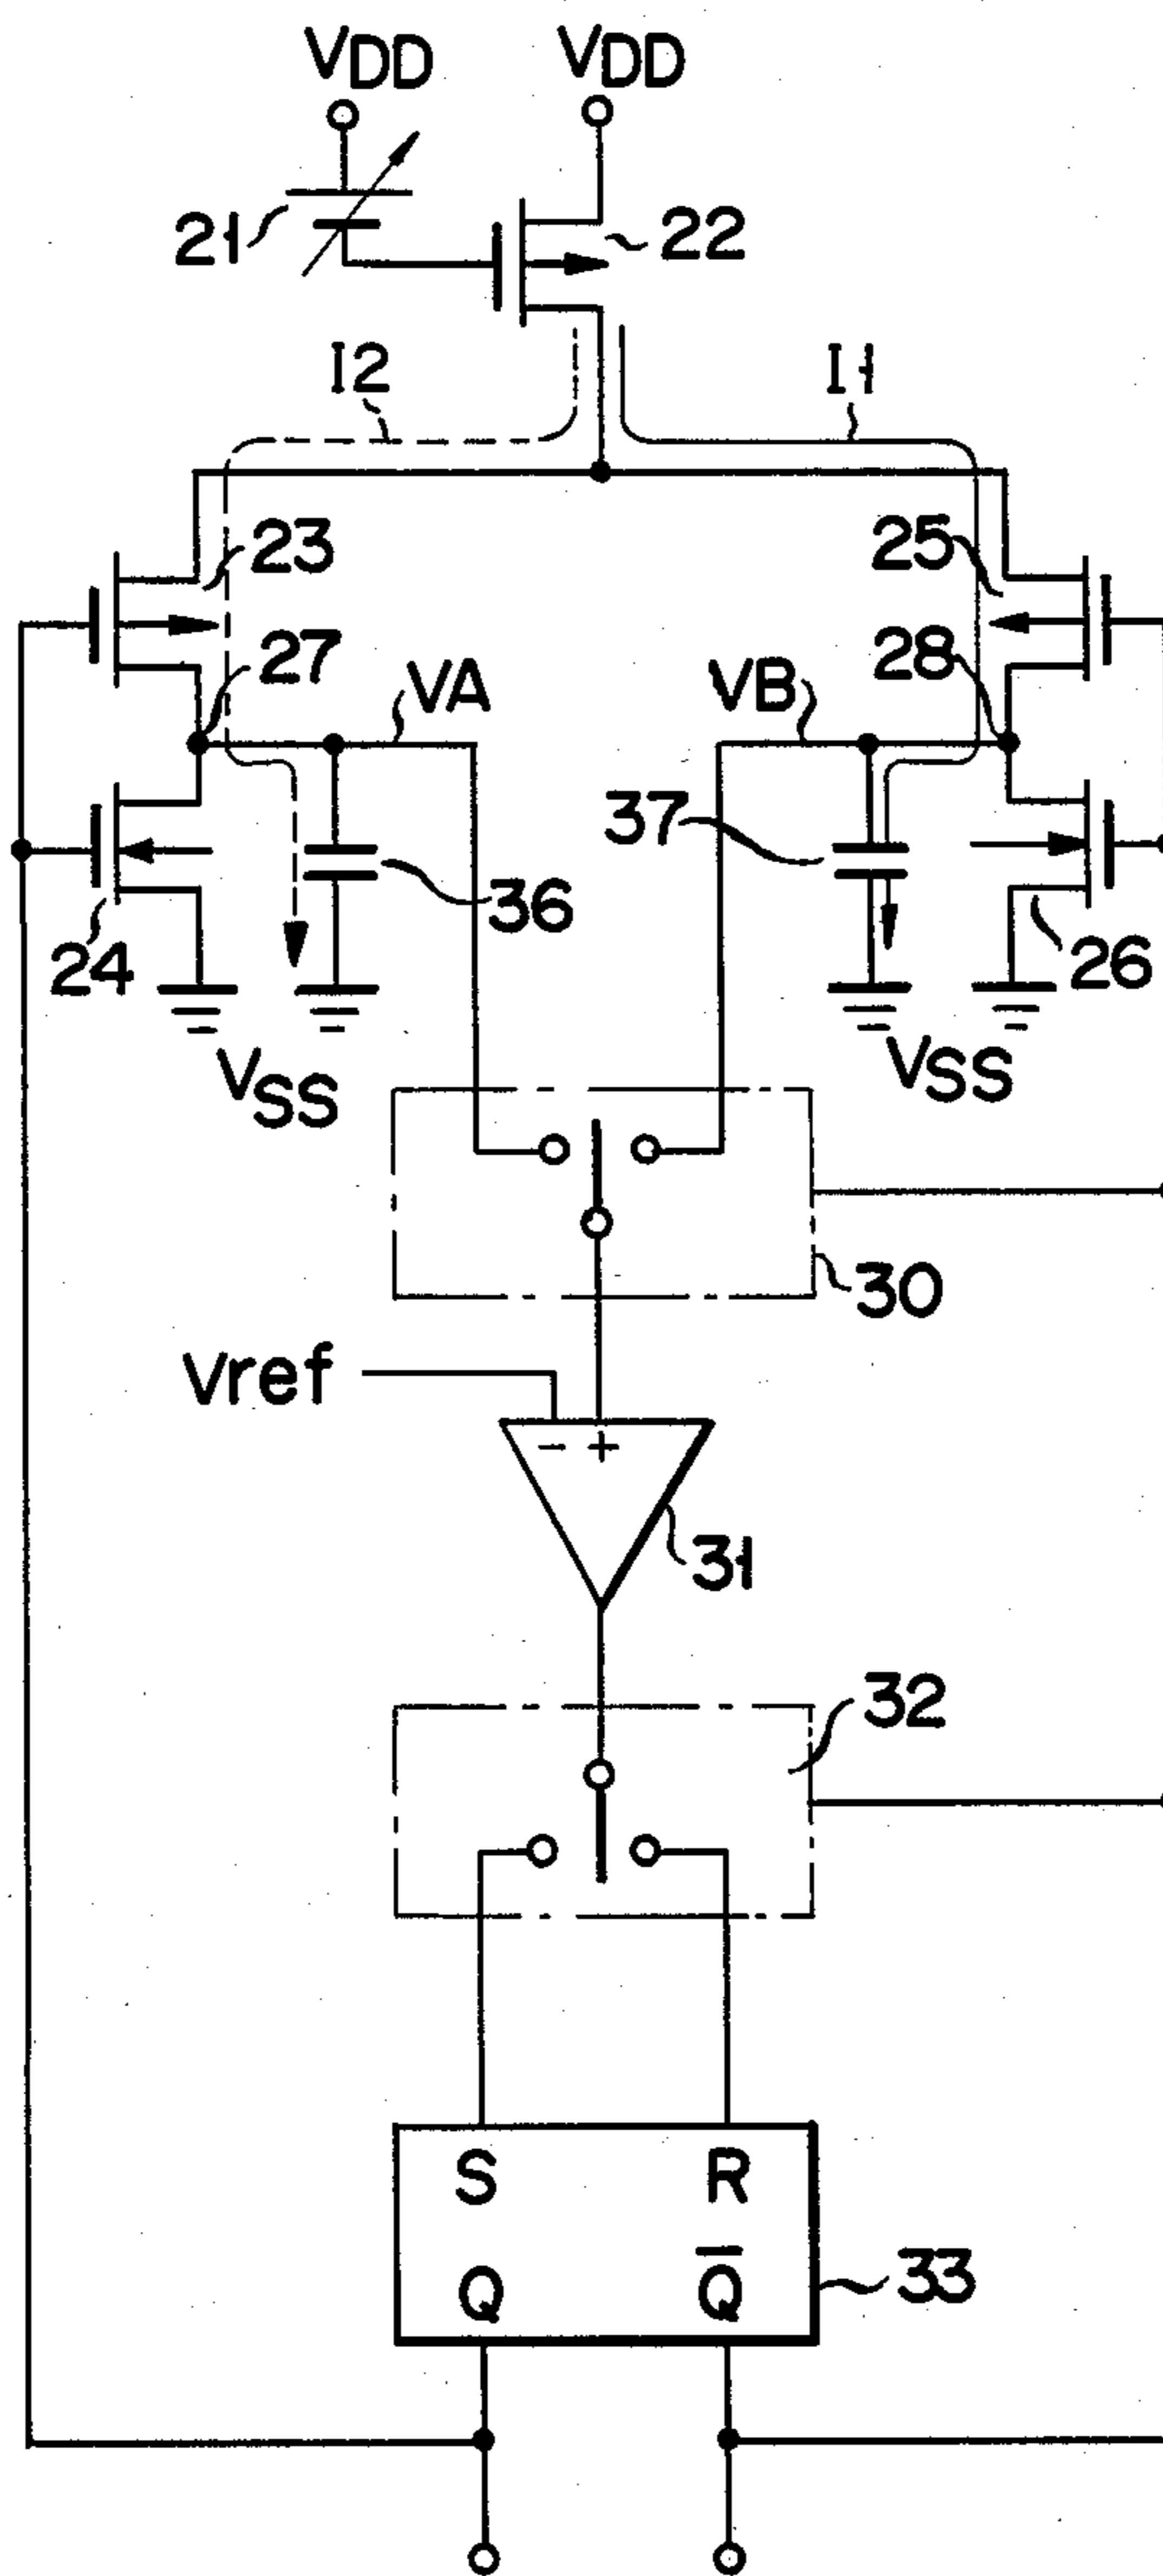 VDD
VDD
21
22
I2
I1
23
25
27
28
VA
VB
37
36
24
26
VSS
VSS
30
Vref
- +
31
32
S
R
Q
Q̅
33